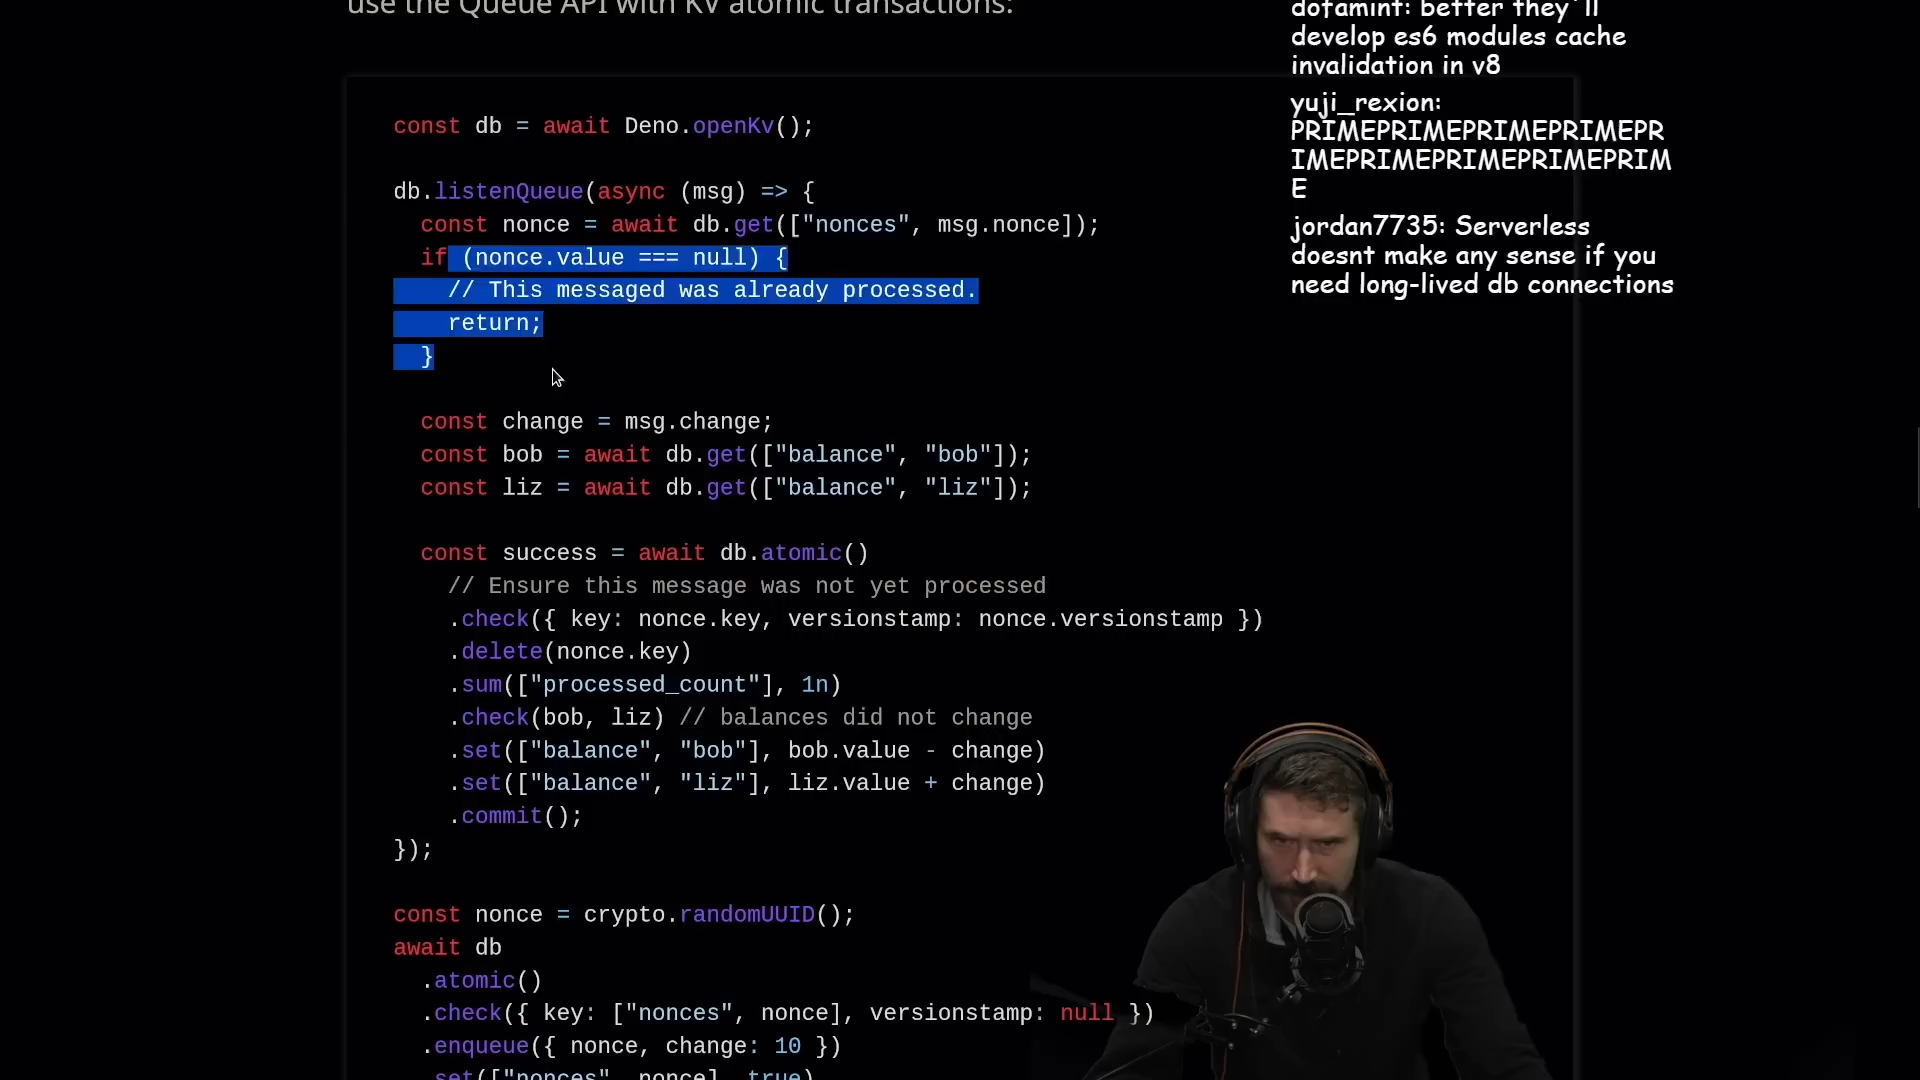 use the Queue API with KV atomic transactions:
const db = await Deno.openKv();
db.listenQueue(async (msg) => {
const nonce = await db.get(["nonces", msg.nonce]);
if (nonce.value === null) {
// This messaged was already processed.
return;
}
const change = msg.change;
const bob = await db.get(["balance", "bob"]);
const liz = await db.get(["balance", "liz"]);
const success = await db.atomic()
// Ensure this message was not yet processed
.check({ key: nonce.key, versionstamp: nonce.versionstamp })
.delete(nonce.key)
.sum(["processed_count"], 1n)
.check(bob, liz) // balances did not change
.set(["balance", "bob"], bob.value - change)
.set(["balance", "liz"], liz.value + change)
.commit();
});
const nonce = crypto.randomUUID();
await db
.atomic()
.check({ key: ["nonces", nonce], versionstamp: null })
.enqueue({ nonce, change: 10 })
.set(["nonces", nonce], true)
dofamint: better they`ll
develop es6 modules cache
invalidation in v8
yuji_rexion:
PRIMEPRIMEPRIMEPRIMEPR
IMEPRIMEPRIMEPRIMEPRIM
E
jordan7735: Serverless
doesnt make any sense if you
need long-lived db connections